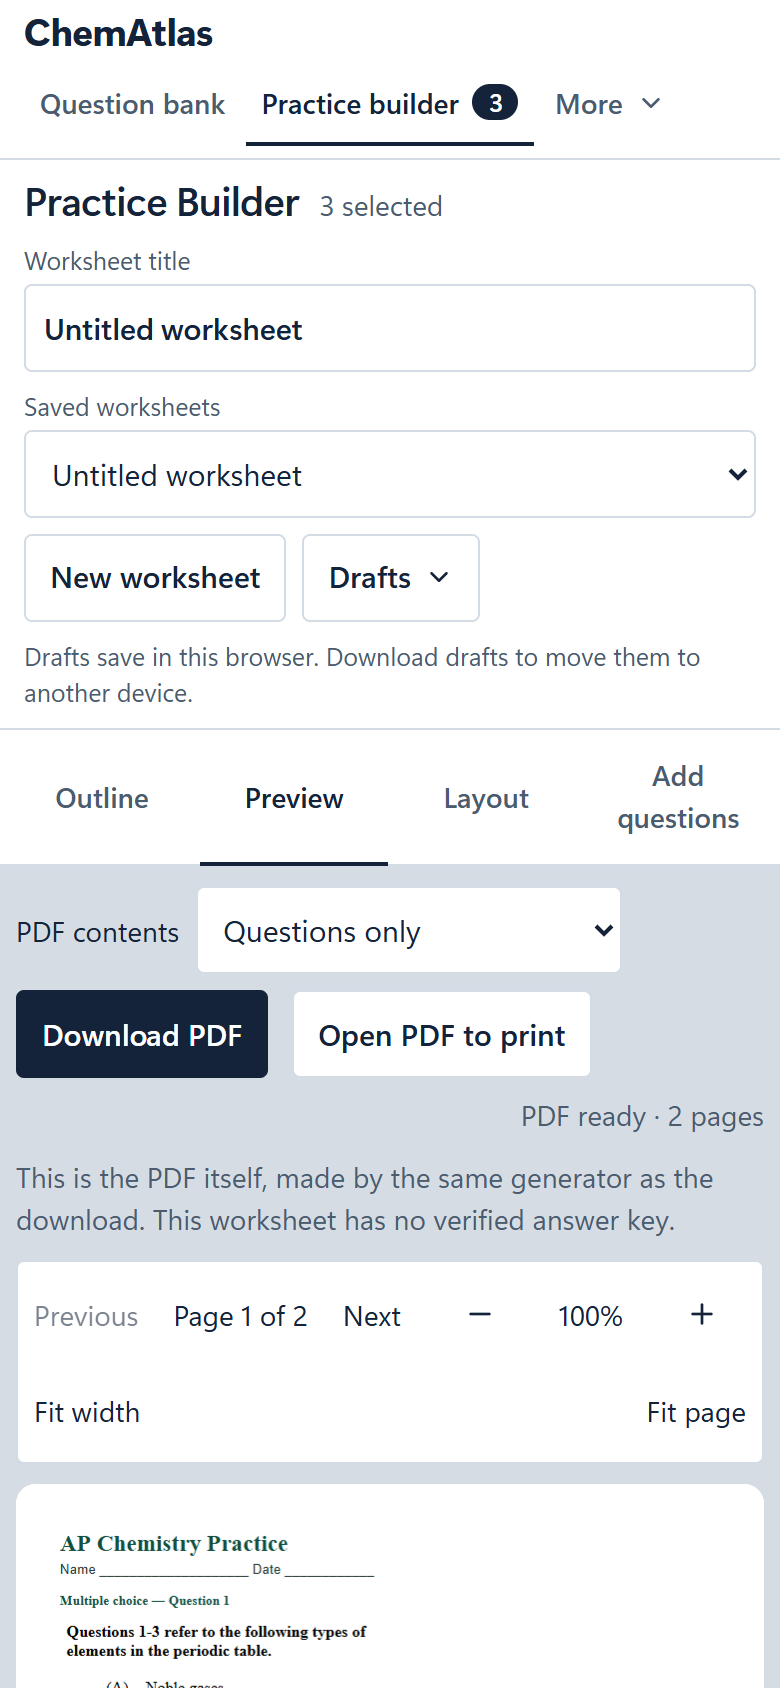 ChemAtlas
Question bank Practice builder 3 More
Practice Builder 3 selected
Worksheet title
Untitled worksheet
Saved worksheets
Untitled worksheet
New worksheet Drafts
Drafts save in this browser. Download drafts to move them to
another device.
Outline Preview Layout Add questions
PDF contents Questions only
Download PDF Open PDF to print
PDF ready · 2 pages
This is the PDF itself, made by the same generator as the
download. This worksheet has no verified answer key.
Previous Page 1 of 2 Next − 100% +
Fit width Fit page
AP Chemistry Practice
Name ____________________ Date ____________
Multiple choice — Question 1
Questions 1-3 refer to the following types of
elements in the periodic table.
(A) Noble gases